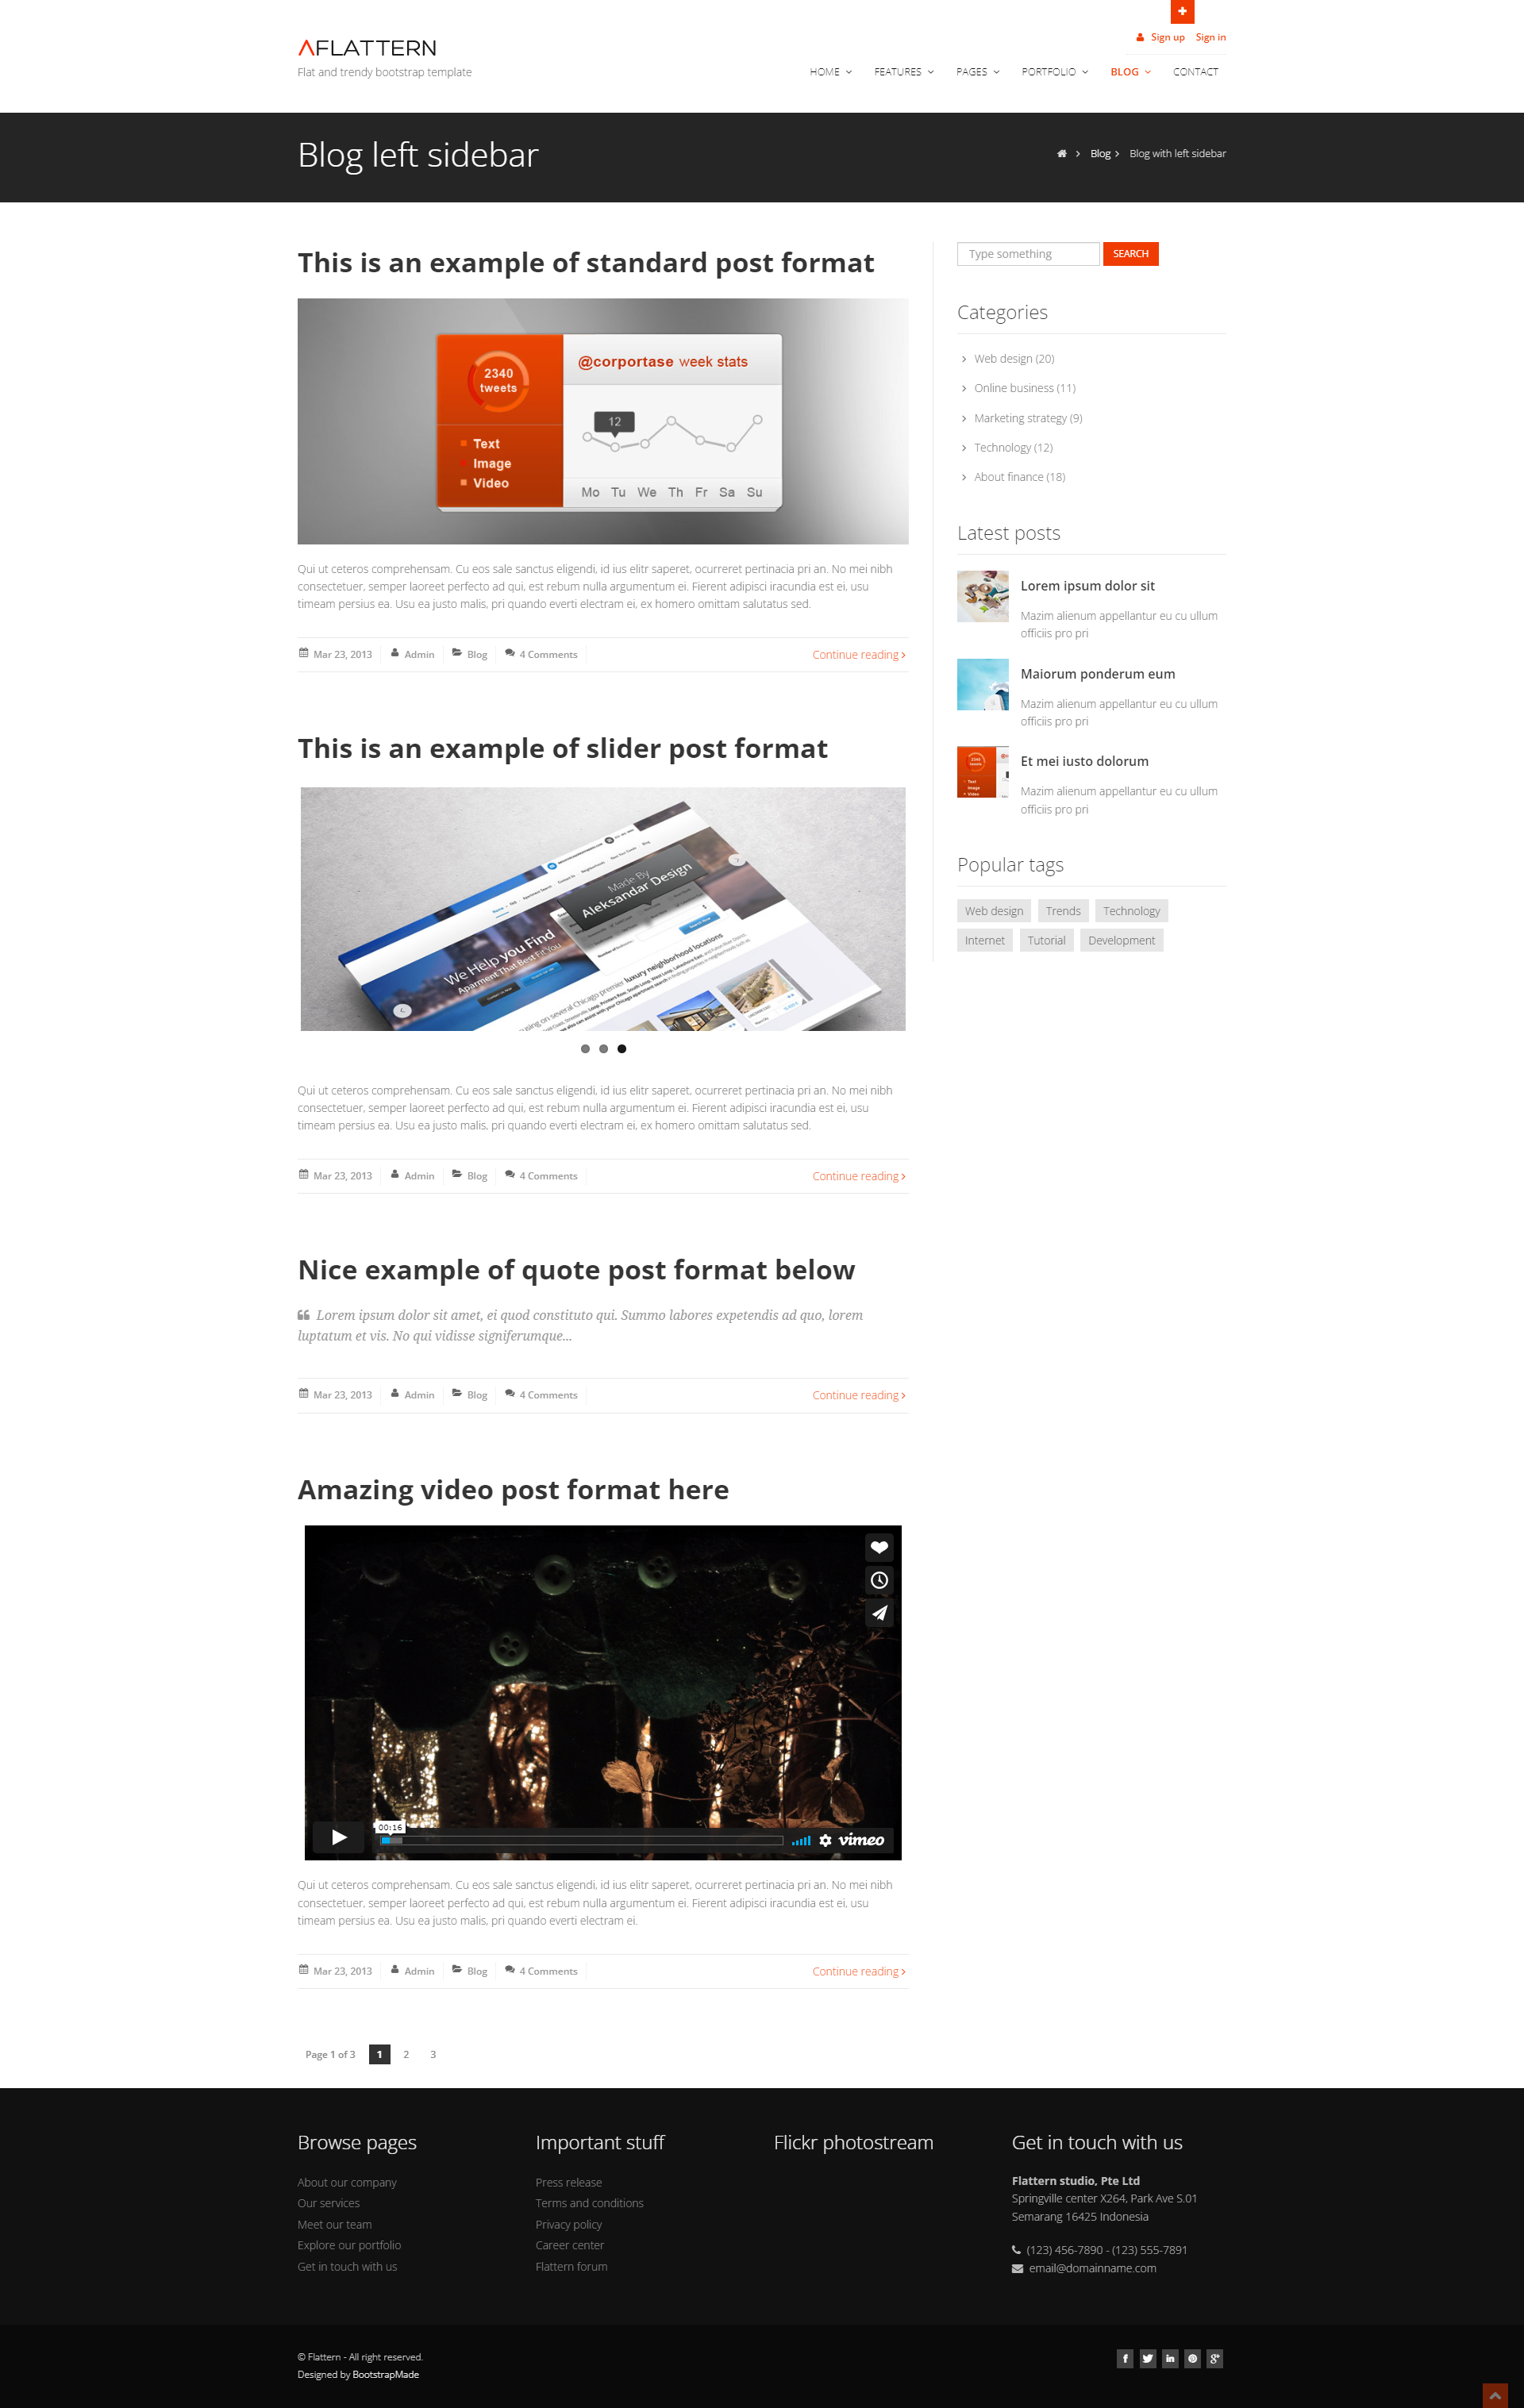 Sign up Sign in
FLATTERN
Flat and trendy bootstrap template
HOME FEATURES PAGES PORTFOLIO BLOG CONTACT
Blog left sidebar
Blog Blog with left sidebar
This is an example of standard post format
2340
tweets
Text
Image
Video
@corportase week stats
12
Mo Tu We Th Fr Sa Su
Qui ut ceteros comprehensam. Cu eos sale sanctus eligendi, id ius elitr saperet, ocurreret pertinacia pri an. No mei nibh
consectetuer, semper laoreet perfecto ad qui, est rebum nulla argumentum ei. Fierent adipisci iracundia est ei, usu
timeam persius ea. Usu ea justo malis, pri quando everti electram ei, ex homero omittam salutatus sed.
Mar 23, 2013 Admin Blog 4 Comments Continue reading
This is an example of slider post format
Made By
Aleksandar Design
We Help you Find
Aparment That Best Fit You
Qui ut ceteros comprehensam. Cu eos sale sanctus eligendi, id ius elitr saperet, ocurreret pertinacia pri an. No mei nibh
consectetuer, semper laoreet perfecto ad qui, est rebum nulla argumentum ei. Fierent adipisci iracundia est ei, usu
timeam persius ea. Usu ea justo malis, pri quando everti electram ei, ex homero omittam salutatus sed.
Mar 23, 2013 Admin Blog 4 Comments Continue reading
Nice example of quote post format below
Lorem ipsum dolor sit amet, ei quod constituto qui. Summo labores expetendis ad quo, lorem
luptatum et vis. No qui vidisse signiferumque...
Mar 23, 2013 Admin Blog 4 Comments Continue reading
Amazing video post format here
00:16
vimeo
Qui ut ceteros comprehensam. Cu eos sale sanctus eligendi, id ius elitr saperet, ocurreret pertinacia pri an. No mei nibh
consectetuer, semper laoreet perfecto ad qui, est rebum nulla argumentum ei. Fierent adipisci iracundia est ei, usu
timeam persius ea. Usu ea justo malis, pri quando everti electram ei.
Mar 23, 2013 Admin Blog 4 Comments Continue reading
Page 1 of 3 1 2 3
Type something SEARCH
Categories
Web design (20)
Online business (11)
Marketing strategy (9)
Technology (12)
About finance (18)
Latest posts
Lorem ipsum dolor sit
Mazim alienum appellantur eu cu ullum
officiis pro pri
Maiorum ponderum eum
Mazim alienum appellantur eu cu ullum
officiis pro pri
Et mei iusto dolorum
Mazim alienum appellantur eu cu ullum
officiis pro pri
Popular tags
Web design Trends Technology
Internet Tutorial Development
Browse pages
About our company
Our services
Meet our team
Explore our portfolio
Get in touch with us
Important stuff
Press release
Terms and conditions
Privacy policy
Career center
Flattern forum
Flickr photostream
Get in touch with us
Flattern studio, Pte Ltd
Springville center X264, Park Ave S.01
Semarang 16425 Indonesia
(123) 456-7890 - (123) 555-7891
email@domainname.com
© Flattern - All right reserved.
Designed by BootstrapMade